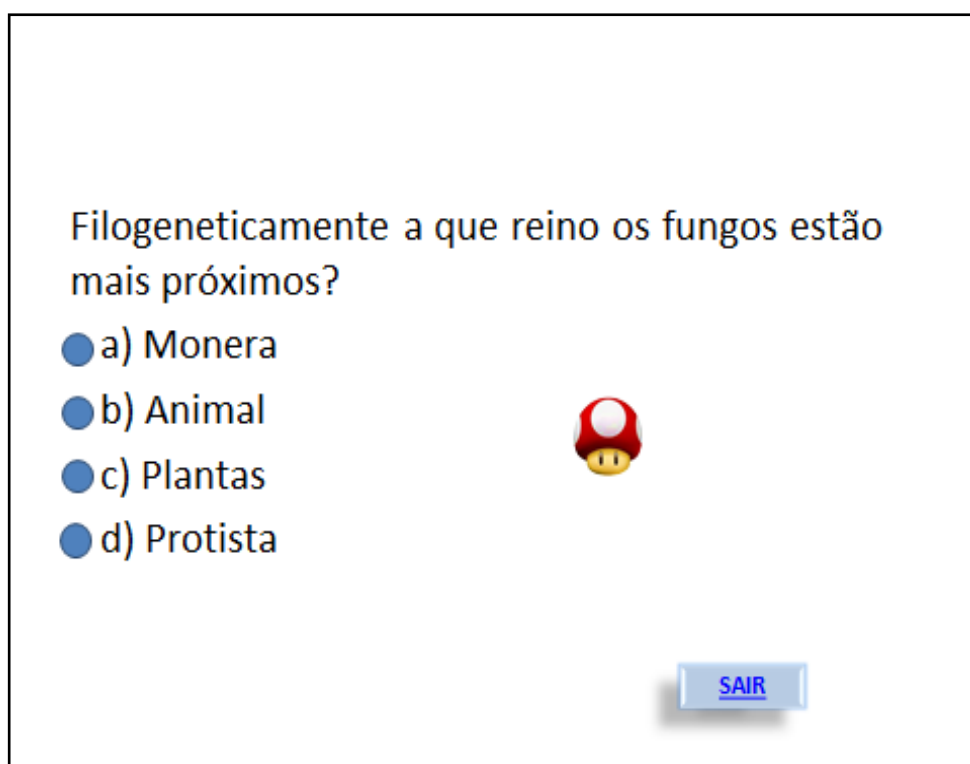 Filogeneticamente a que reino os fungos estão
mais próximos?
a) Monera
b) Animal
c) Plantas
d) Protista
SAIR